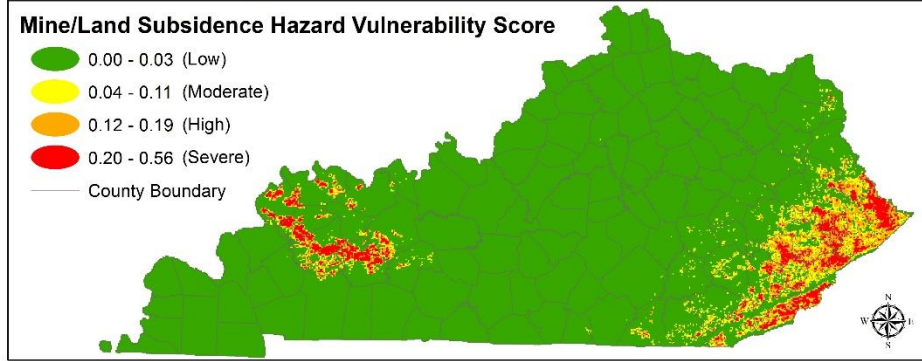 Mine/Land Subsidence Hazard Vulnerability Score
0.00 - 0.03 (Low)
0.04 - 0.11 (Moderate)
0.12 - 0.19 (High)
0.20 - 0.56 (Severe)
County Boundary
N
W
E
S